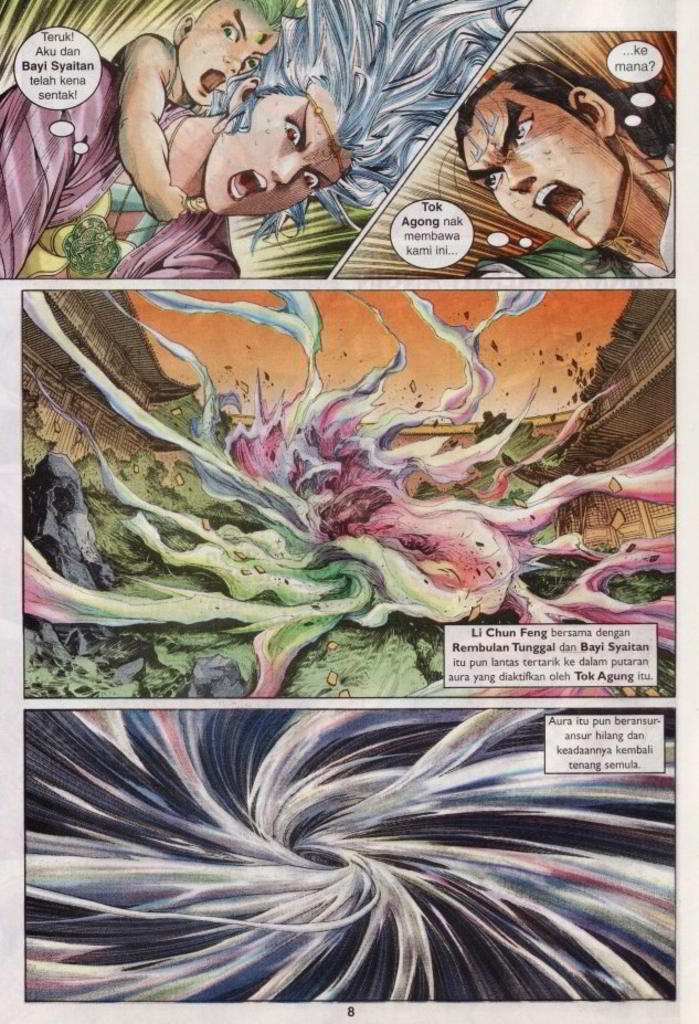 Teruk!
Aku dan
Bayi Syaitan
telah kena
sentak!
Tok
Agong nak
membawa
kami ini...
...ke
mana?
Li Chun Feng bersama dengan
Rembulan Tunggal dan Bayi Syaitan
itu pun lantas tertarik ke dalam putaran
aura yang diaktifkan oleh Tok Agung itu.
Aura itu pun beransur-
ansur hilang dan
keadaannya kembali
tenang semula.
8